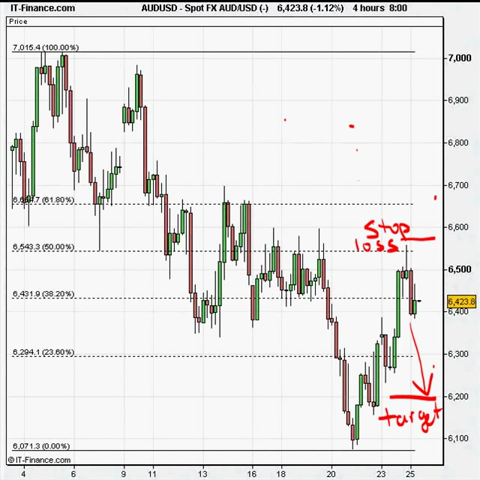 IT-Finance.com AUDUSD - Spot FX AUD/USD (-) 6,423.8 (-1.12%) 4 hours 8:00
Price
7,015.4 (100.00%)
7,000
6,900
6,800
6,700
61.80%)
6,600
Stop
loss
6,543.3 (50.00%)
6,500
6,431.9 (38.20%)
6,423.8
6,400
6,294.1 (23.60%)
6,300
6,200
target
6,100
6,071.3 (0.00%)
© IT-Finance.com
4 6 9 11 13 15 17 20 23 25